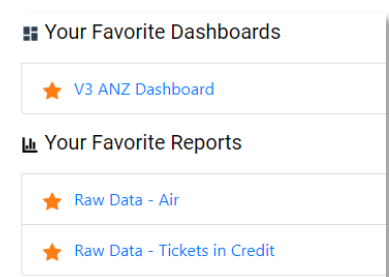 Your Favorite Dashboards
V3 ANZ Dashboard
Your Favorite Reports
Raw Data - Air
Raw Data - Tickets in Credit